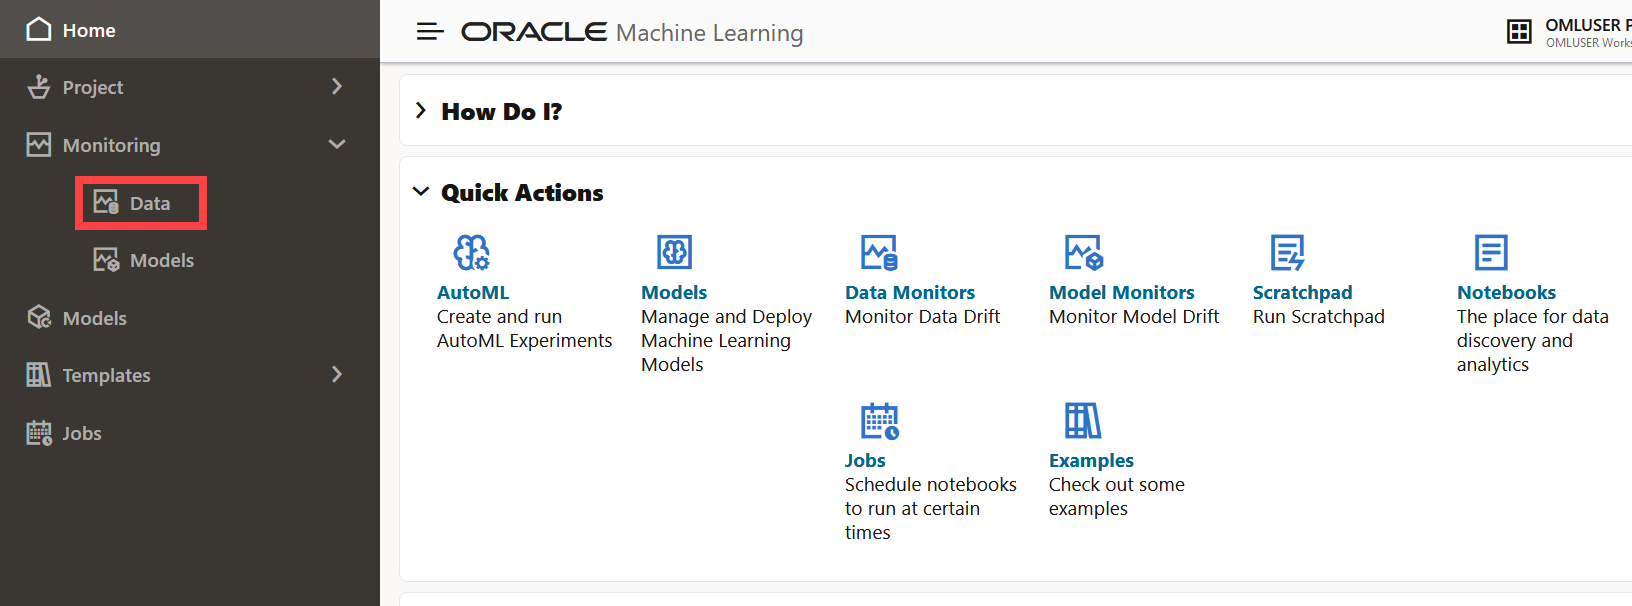 Home
Project
Monitoring
Data
Models
Models
Templates
Jobs
ORACLE Machine Learning
OMLUSER P
OMLUSER Works
How Do I?
Quick Actions
AutoML
Create and run
AutoML Experiments
Models
Manage and Deploy
Machine Learning
Models
Data Monitors
Monitor Data Drift
Model Monitors
Monitor Model Drift
Scratchpad
Run Scratchpad
Notebooks
The place for data
discovery and
analytics
Jobs
Schedule notebooks
to run at certain
times
Examples
Check out some
examples